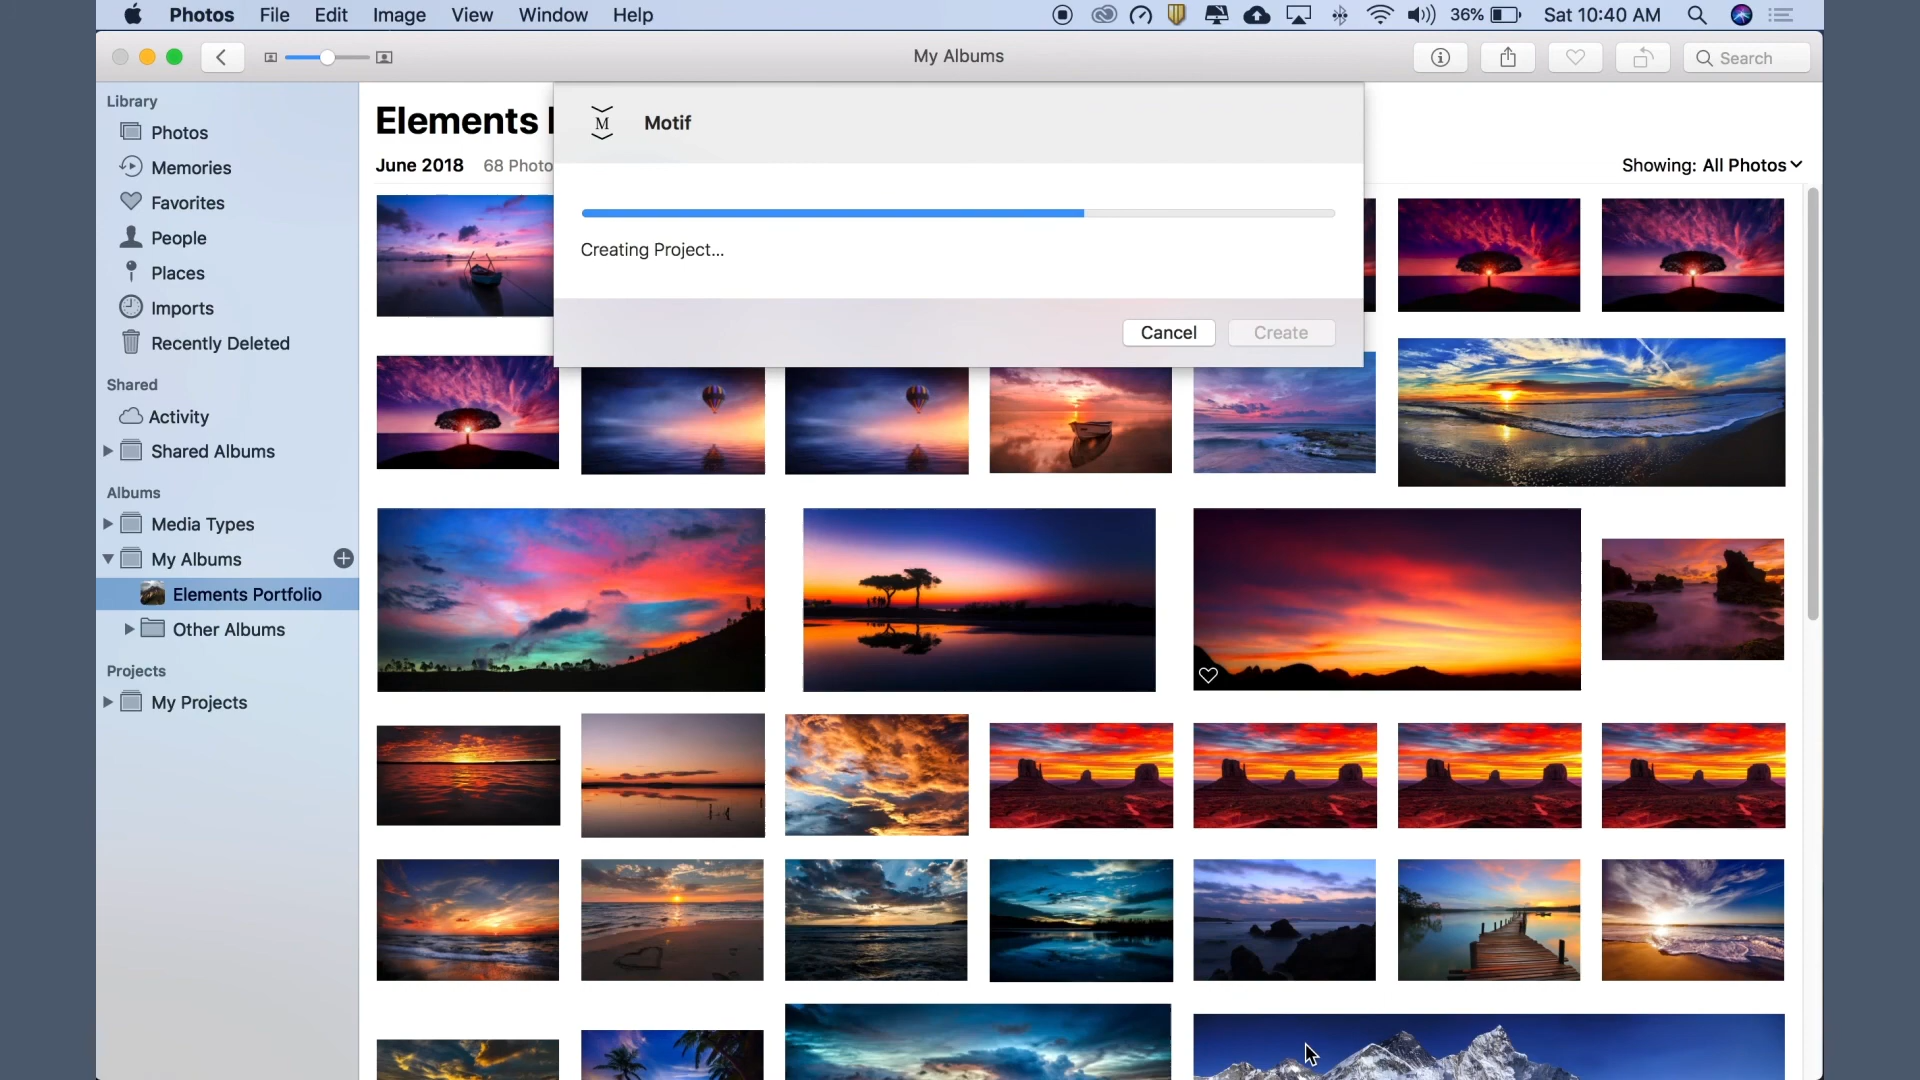 Photos File Edit Image View Window Help
36% Sat 10:40 AM
My Albums
Search
Library
Photos
Memories
Favorites
People
Places
Imports
Recently Deleted
Shared
Activity
Shared Albums
Albums
Media Types
My Albums
Elements Portfolio
Other Albums
Projects
My Projects
Elements
June 2018 68 Photo
Showing: All Photos
M Motif
Creating Project...
Cancel Create